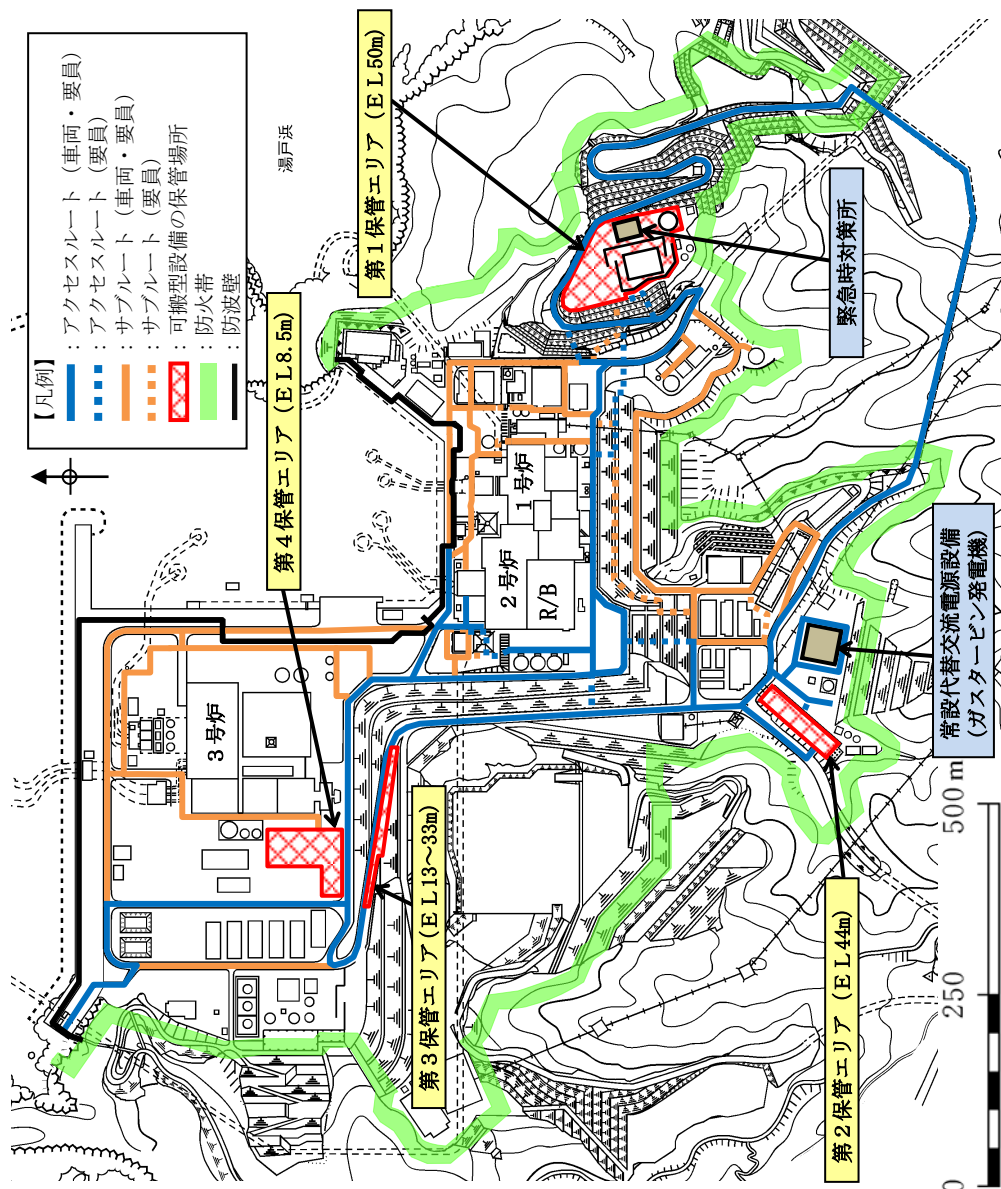 【凡例】
：アクセスルート（車両・要員）
：アクセスルート（要員）
：サブルート（車両・要員）
：サブルート（要員）
：可搬型設備の保管場所
：防火帯
：防波壁
湯戸浜
第１保管エリア（ＥＬ50m）
第４保管エリア（ＥＬ8.5m）
緊急時対策所
１号炉
２号炉
R/B
３号炉
常設代替交流電源設備
(ガスタービン発電機)
第３保管エリア（ＥＬ13～33m）
第２保管エリア（ＥＬ44m）
0
250
500m